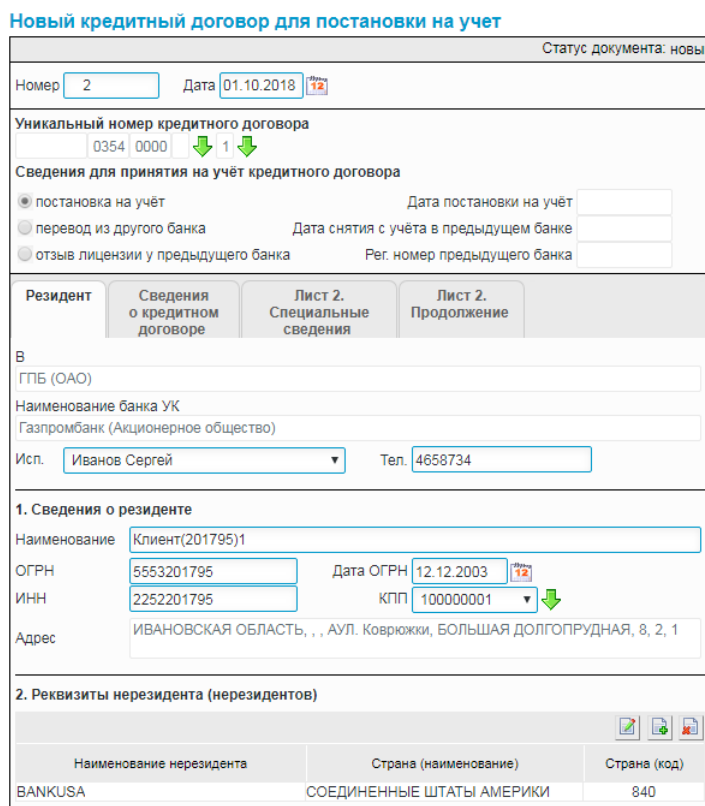 Новый кредитный договор для постановки на учет
Статус документа: новы
Номер 2 Дата 01.10.2018 12
Уникальный номер кредитного договора
0354 0000 1
Сведения для принятия на учёт кредитного договора
постановка на учёт Дата постановки на учёт
перевод из другого банка Дата снятия с учёта в предыдущем банке
отзыв лицензии у предыдущего банка Рег. номер предыдущего банка
Резидент Сведения о кредитном договоре Лист 2. Специальные сведения Лист 2. Продолжение
В
ГПБ (ОАО)
Наименование банка УК
Газпромбанк (Акционерное общество)
Исп. Иванов Сергей Тел. 4658734
1. Сведения о резиденте
Наименование Клиент(201795)1
ОГРН 5553201795 Дата ОГРН 12.12.2003 12
ИНН 2252201795 КПП 100000001
Адрес ИВАНОВСКАЯ ОБЛАСТЬ, , , АУЛ. Коврюжки, БОЛЬШАЯ ДОЛГОПРУДНАЯ, 8, 2, 1
2. Реквизиты нерезидента (нерезидентов)
Наименование нерезидента Страна (наименование) Страна (код)
BANKUSA СОЕДИНЕННЫЕ ШТАТЫ АМЕРИКИ 840